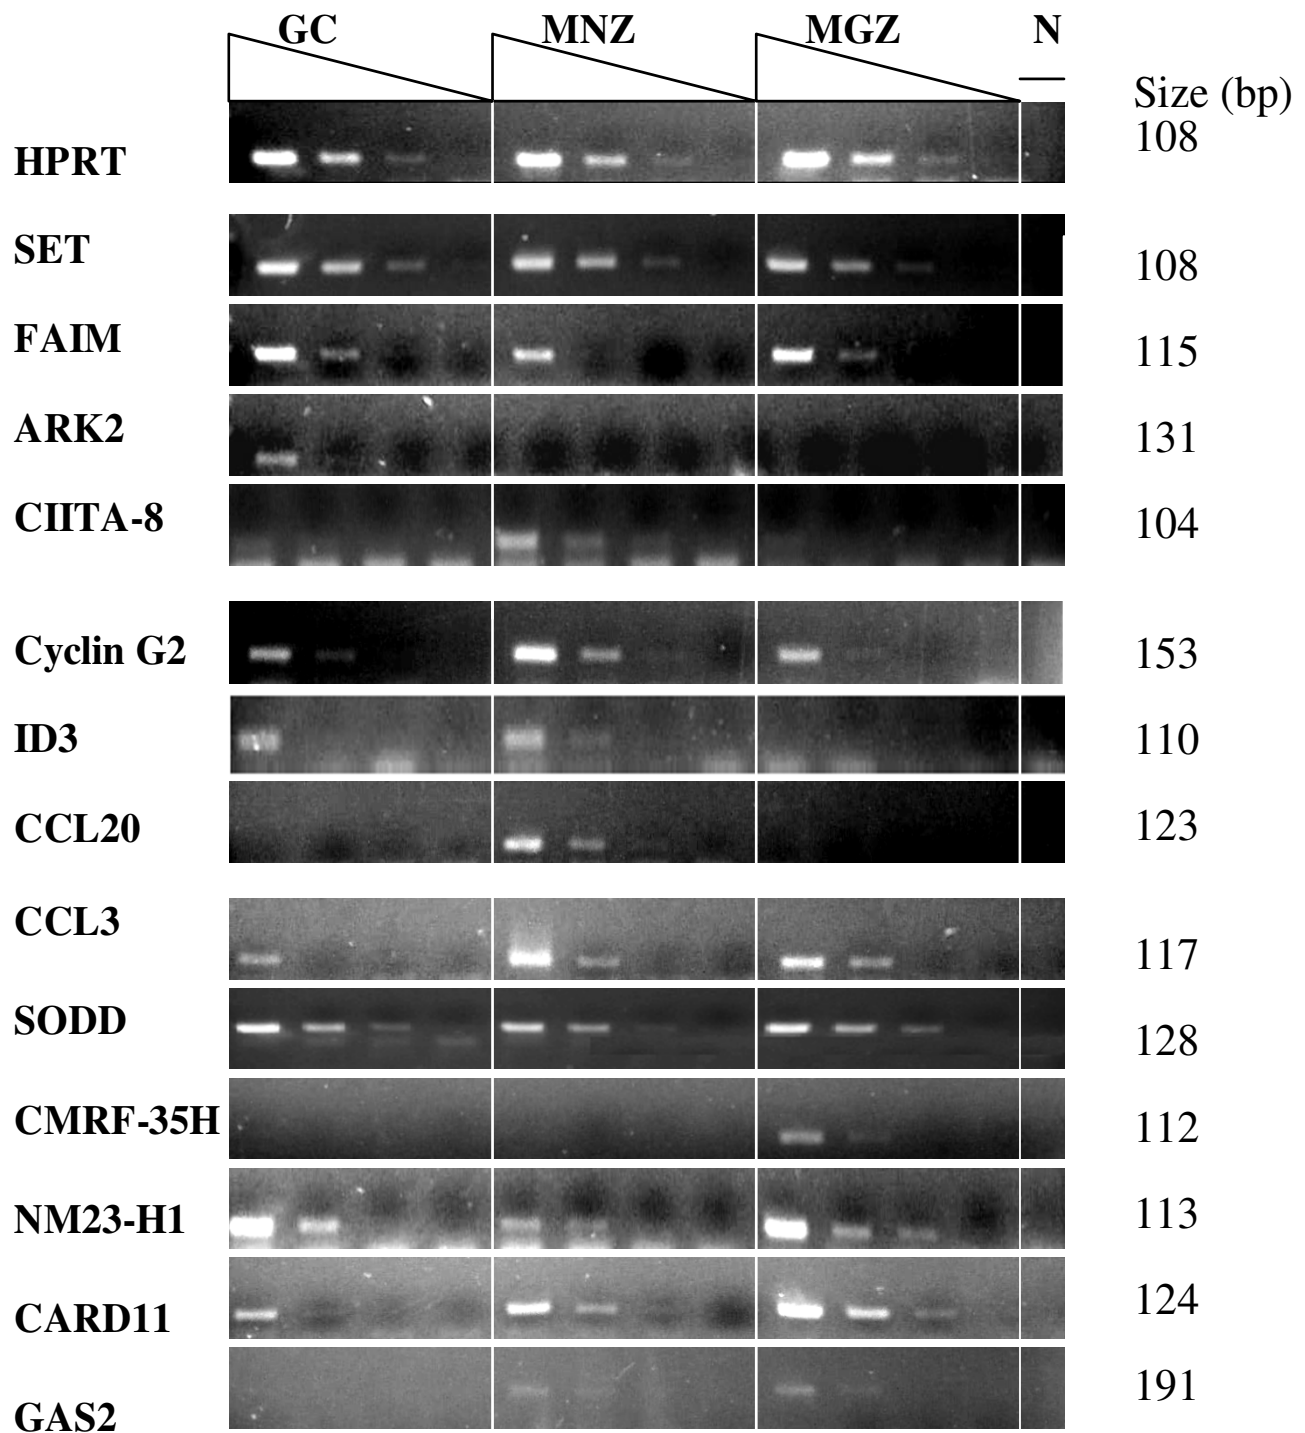 GC MNZ MGZ N
Size (bp)
HPRT 108
SET 108
FAIM 115
ARK2 131
CIITA-8 104
Cyclin G2 153
ID3 110
CCL20 123
CCL3 117
SODD 128
CMRF-35H 112
NM23-H1 113
CARD11 124
GAS2 191